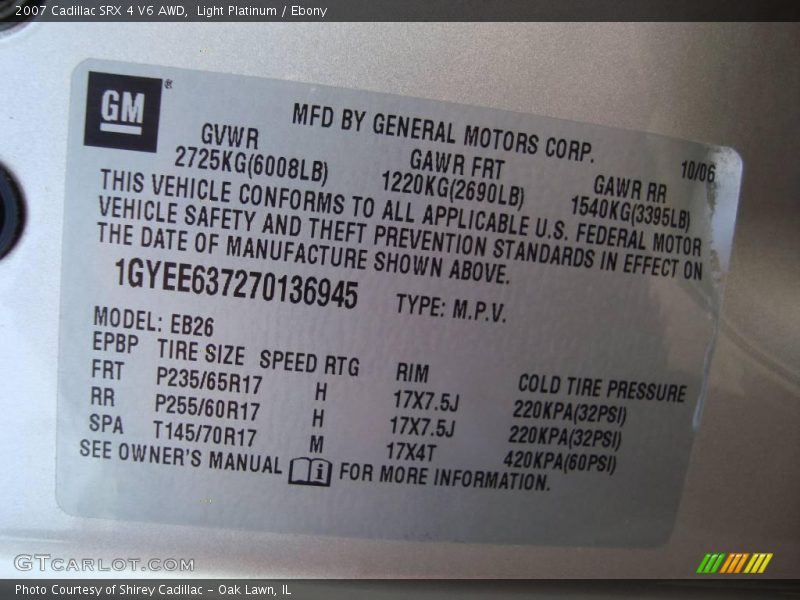 2007 Cadillac SRX 4 V6 AWD,  Light Platinum / Ebony
GM®
MFD BY GENERAL MOTORS CORP.
10/06
GVWR GAWR FRT GAWR RR
2725KG(6008LB) 1220KG(2690LB) 1540KG(3395LB)
THIS VEHICLE CONFORMS TO ALL APPLICABLE U.S. FEDERAL MOTOR
VEHICLE SAFETY AND THEFT PREVENTION STANDARDS IN EFFECT ON
THE DATE OF MANUFACTURE SHOWN ABOVE.
1GYEE637270136945 TYPE: M.P.V.
MODEL: EB26
EPBP TIRE SIZE SPEED RTG RIM COLD TIRE PRESSURE
FRT P235/65R17 H 17X7.5J 220KPA(32PSI)
RR P255/60R17 H 17X7.5J 220KPA(32PSI)
SPA T145/70R17 M 17X4T 420KPA(60PSI)
SEE OWNER'S MANUAL i FOR MORE INFORMATION.
GTCARLOT.COM
Photo Courtesy of Shirey Cadillac - Oak Lawn, IL